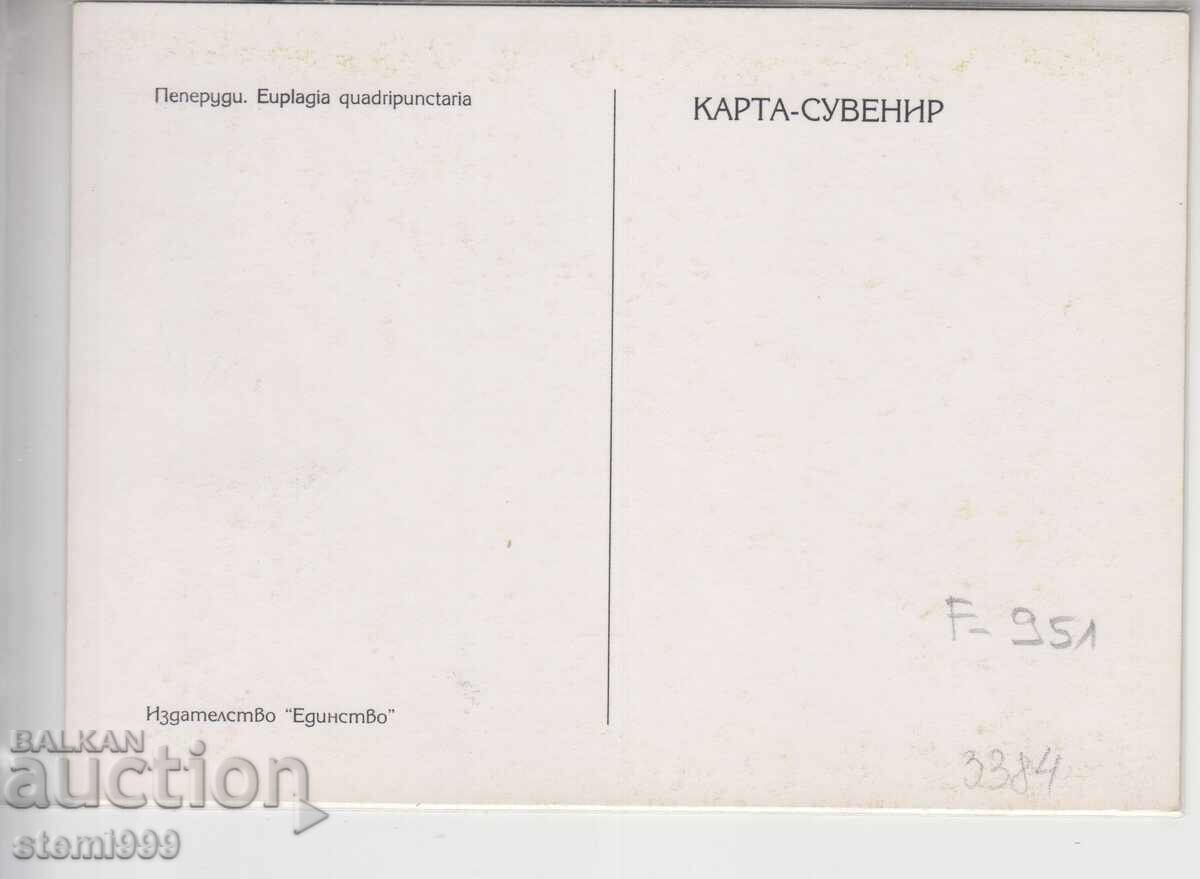 Пеперуди. Euplagia quadripunctaria
КАРТА-СУВЕНИР
F-951
Издателство "Единство"
3384
BALKAN
auction
stemi999